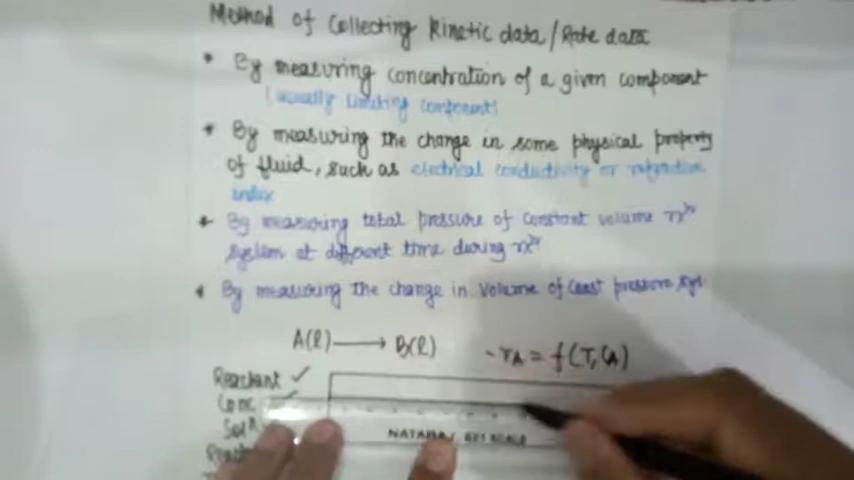 Method of Collecting kinetic data/Rate data
• By measuring concentration of a given component
(usually limiting component)
• By measuring the change in some physical property
of fluid, such as electrical conductivity or refractive
index
• By measuring total pressure of constant volume rxⁿ
system at different time during rxⁿ
• By measuring the change in volume of const pressure sys
A(l) ⟶ B(l) -rA = f(T, CA)
Reactant ✓
Conc ✓
NATARAJ 621 SCALE